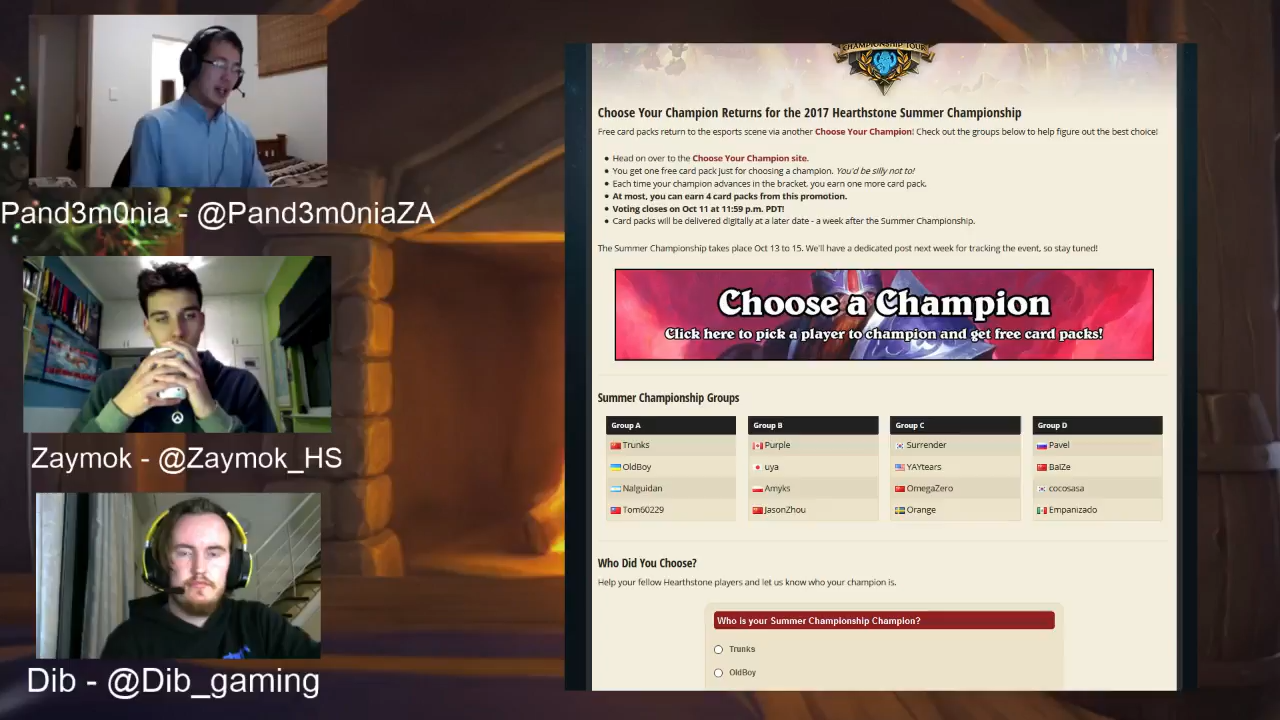 CHAMPIONSHIP TOUR
Choose Your Champion Returns for the 2017 Hearthstone Summer Championship
Free card packs return to the esports scene via another Choose Your Champion! Check out the groups below to help figure out the best choice!
Head on over to the Choose Your Champion site.
You get one free card pack just for choosing a champion. You'd be silly not to!
Each time your champion advances in the bracket, you earn one more card pack.
At most, you can earn 4 card packs from this promotion.
Voting closes on Oct 11 at 11:59 p.m. PDT!
Card packs will be delivered digitally at a later date - a week after the Summer Championship.
The Summer Championship takes place Oct 13 to 15. We'll have a dedicated post next week for tracking the event, so stay tuned!
Choose a Champion
Click here to pick a player to champion and get free card packs!
Summer Championship Groups
Group A Group B Group C Group D
Trunks Purple Surrender Pavel
OldBoy uya YAYtears BaiZe
Nalguidan Amyks OmegaZero cocosasa
Tom60229 JasonZhou Orange Empanizado
Who Did You Choose?
Help your fellow Hearthstone players and let us know who your champion is.
Who is your Summer Championship Champion?
Trunks
OldBoy
Pand3m0nia - @Pand3m0niaZA
Zaymok - @Zaymok_HS
Dib - @Dib_gaming